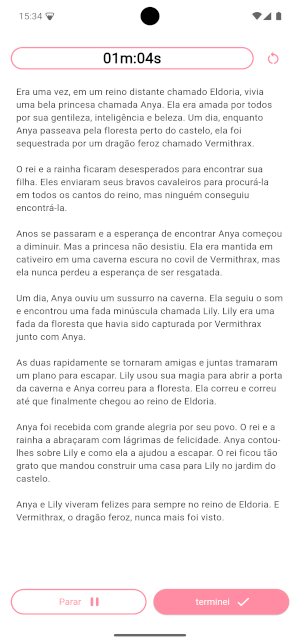 15:34
01m:04s
Era uma vez, em um reino distante chamado Eldoria, vivia
uma bela princesa chamada Anya. Ela era amada por todos
por sua gentileza, inteligência e beleza. Um dia, enquanto
Anya passeava pela floresta perto do castelo, ela foi
sequestrada por um dragão feroz chamado Vermithrax.
O rei e a rainha ficaram desesperados para encontrar sua
filha. Eles enviaram seus bravos cavaleiros para procurá-la
em todos os cantos do reino, mas ninguém conseguiu
encontrá-la.
Anos se passaram e a esperança de encontrar Anya começou
a diminuir. Mas a princesa não desistiu. Ela era mantida em
cativeiro em uma caverna escura no covil de Vermithrax, mas
ela nunca perdeu a esperança de ser resgatada.
Um dia, Anya ouviu um sussurro na caverna. Ela seguiu o som
e encontrou uma fada minúscula chamada Lily. Lily era uma
fada da floresta que havia sido capturada por Vermithrax
junto com Anya.
As duas rapidamente se tornaram amigas e juntas tramaram
um plano para escapar. Lily usou sua magia para abrir a porta
da caverna e Anya correu para a floresta. Ela correu e correu
até que finalmente chegou ao reino de Eldoria.
Anya foi recebida com grande alegria por seu povo. O rei e a
rainha a abraçaram com lágrimas de felicidade. Anya contou-
lhes sobre Lily e como ela a ajudou a escapar. O rei ficou tão
grato que mandou construir uma casa para Lily no jardim do
castelo.
Anya e Lily viveram felizes para sempre no reino de Eldoria. E
Vermithrax, o dragão feroz, nunca mais foi visto.
Parar
terminei